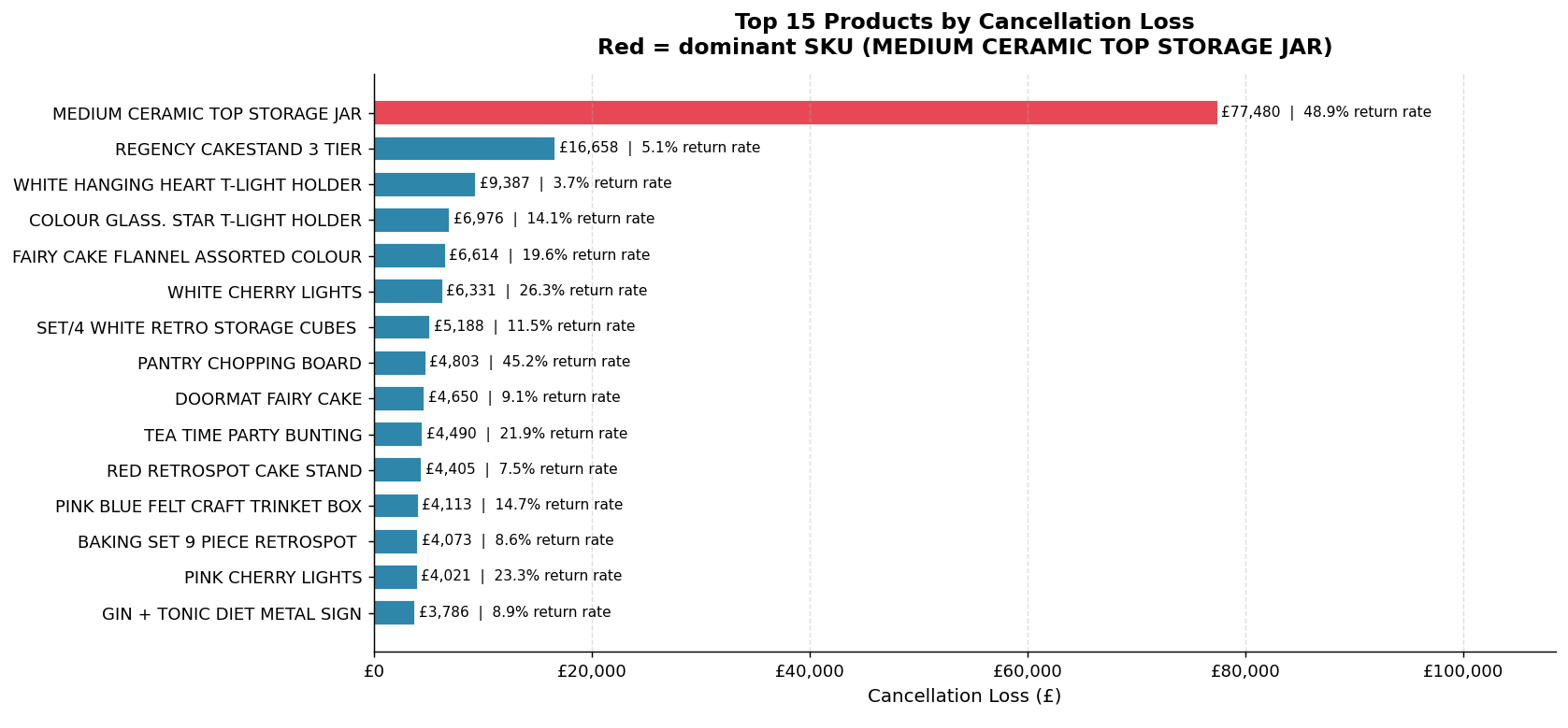 Top 15 Products by Cancellation Loss
Red = dominant SKU (MEDIUM CERAMIC TOP STORAGE JAR)
MEDIUM CERAMIC TOP STORAGE JAR £77,480 | 48.9% return rate
REGENCY CAKESTAND 3 TIER £16,658 | 5.1% return rate
WHITE HANGING HEART T-LIGHT HOLDER £9,387 | 3.7% return rate
COLOUR GLASS. STAR T-LIGHT HOLDER £6,976 | 14.1% return rate
FAIRY CAKE FLANNEL ASSORTED COLOUR £6,614 | 19.6% return rate
WHITE CHERRY LIGHTS £6,331 | 26.3% return rate
SET/4 WHITE RETRO STORAGE CUBES £5,188 | 11.5% return rate
PANTRY CHOPPING BOARD £4,803 | 45.2% return rate
DOORMAT FAIRY CAKE £4,650 | 9.1% return rate
TEA TIME PARTY BUNTING £4,490 | 21.9% return rate
RED RETROSPOT CAKE STAND £4,405 | 7.5% return rate
PINK BLUE FELT CRAFT TRINKET BOX £4,113 | 14.7% return rate
BAKING SET 9 PIECE RETROSPOT £4,073 | 8.6% return rate
PINK CHERRY LIGHTS £4,021 | 23.3% return rate
GIN + TONIC DIET METAL SIGN £3,786 | 8.9% return rate
£0 £20,000 £40,000 £60,000 £80,000 £100,000
Cancellation Loss (£)